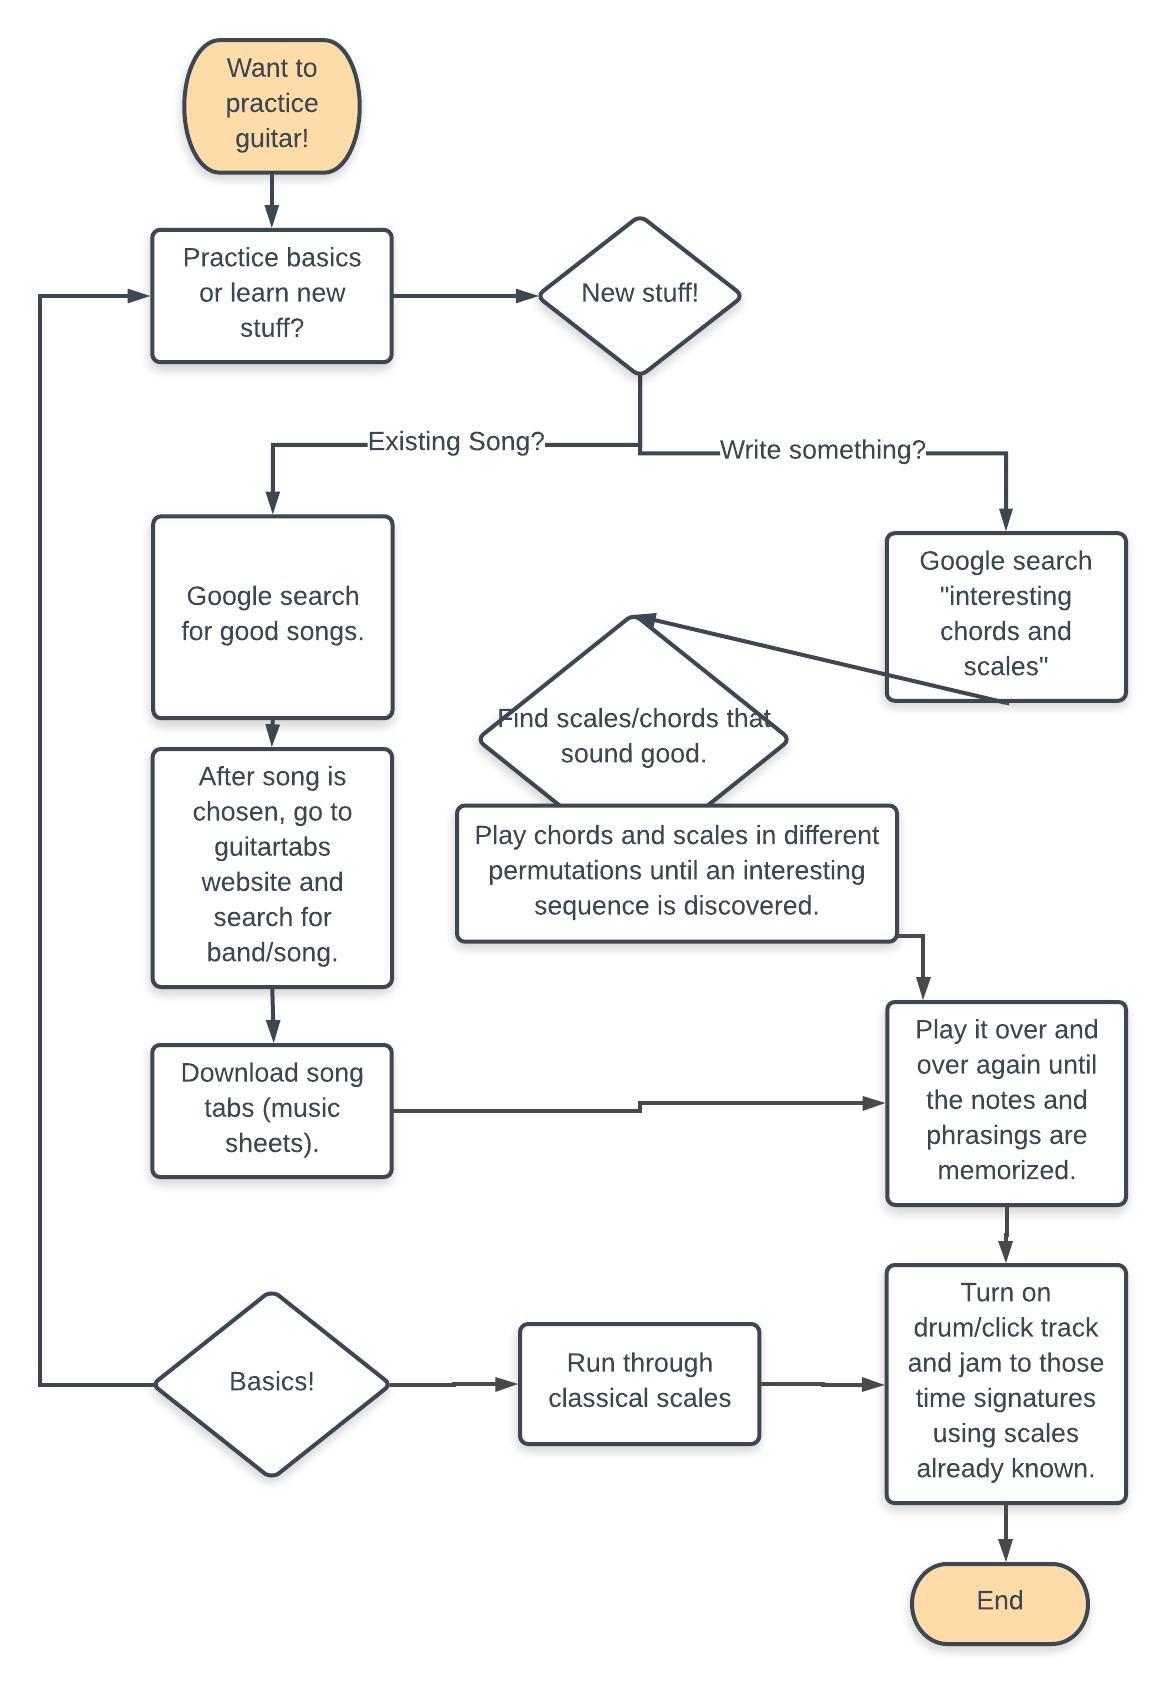 Want to
practice
guitar!
Practice basics
or learn new
stuff?
New stuff!
Existing Song?
Write something?
Google search
for good songs.
Google search
"interesting
chords and
scales"
Find scales/chords that
sound good.
After song is
chosen, go to
guitartabs
website and
search for
band/song.
Play chords and scales in different
permutations until an interesting
sequence is discovered.
Download song
tabs (music
sheets).
Play it over and
over again until
the notes and
phrasings are
memorized.
Basics!
Run through
classical scales
Turn on
drum/click track
and jam to those
time signatures
using scales
already known.
End